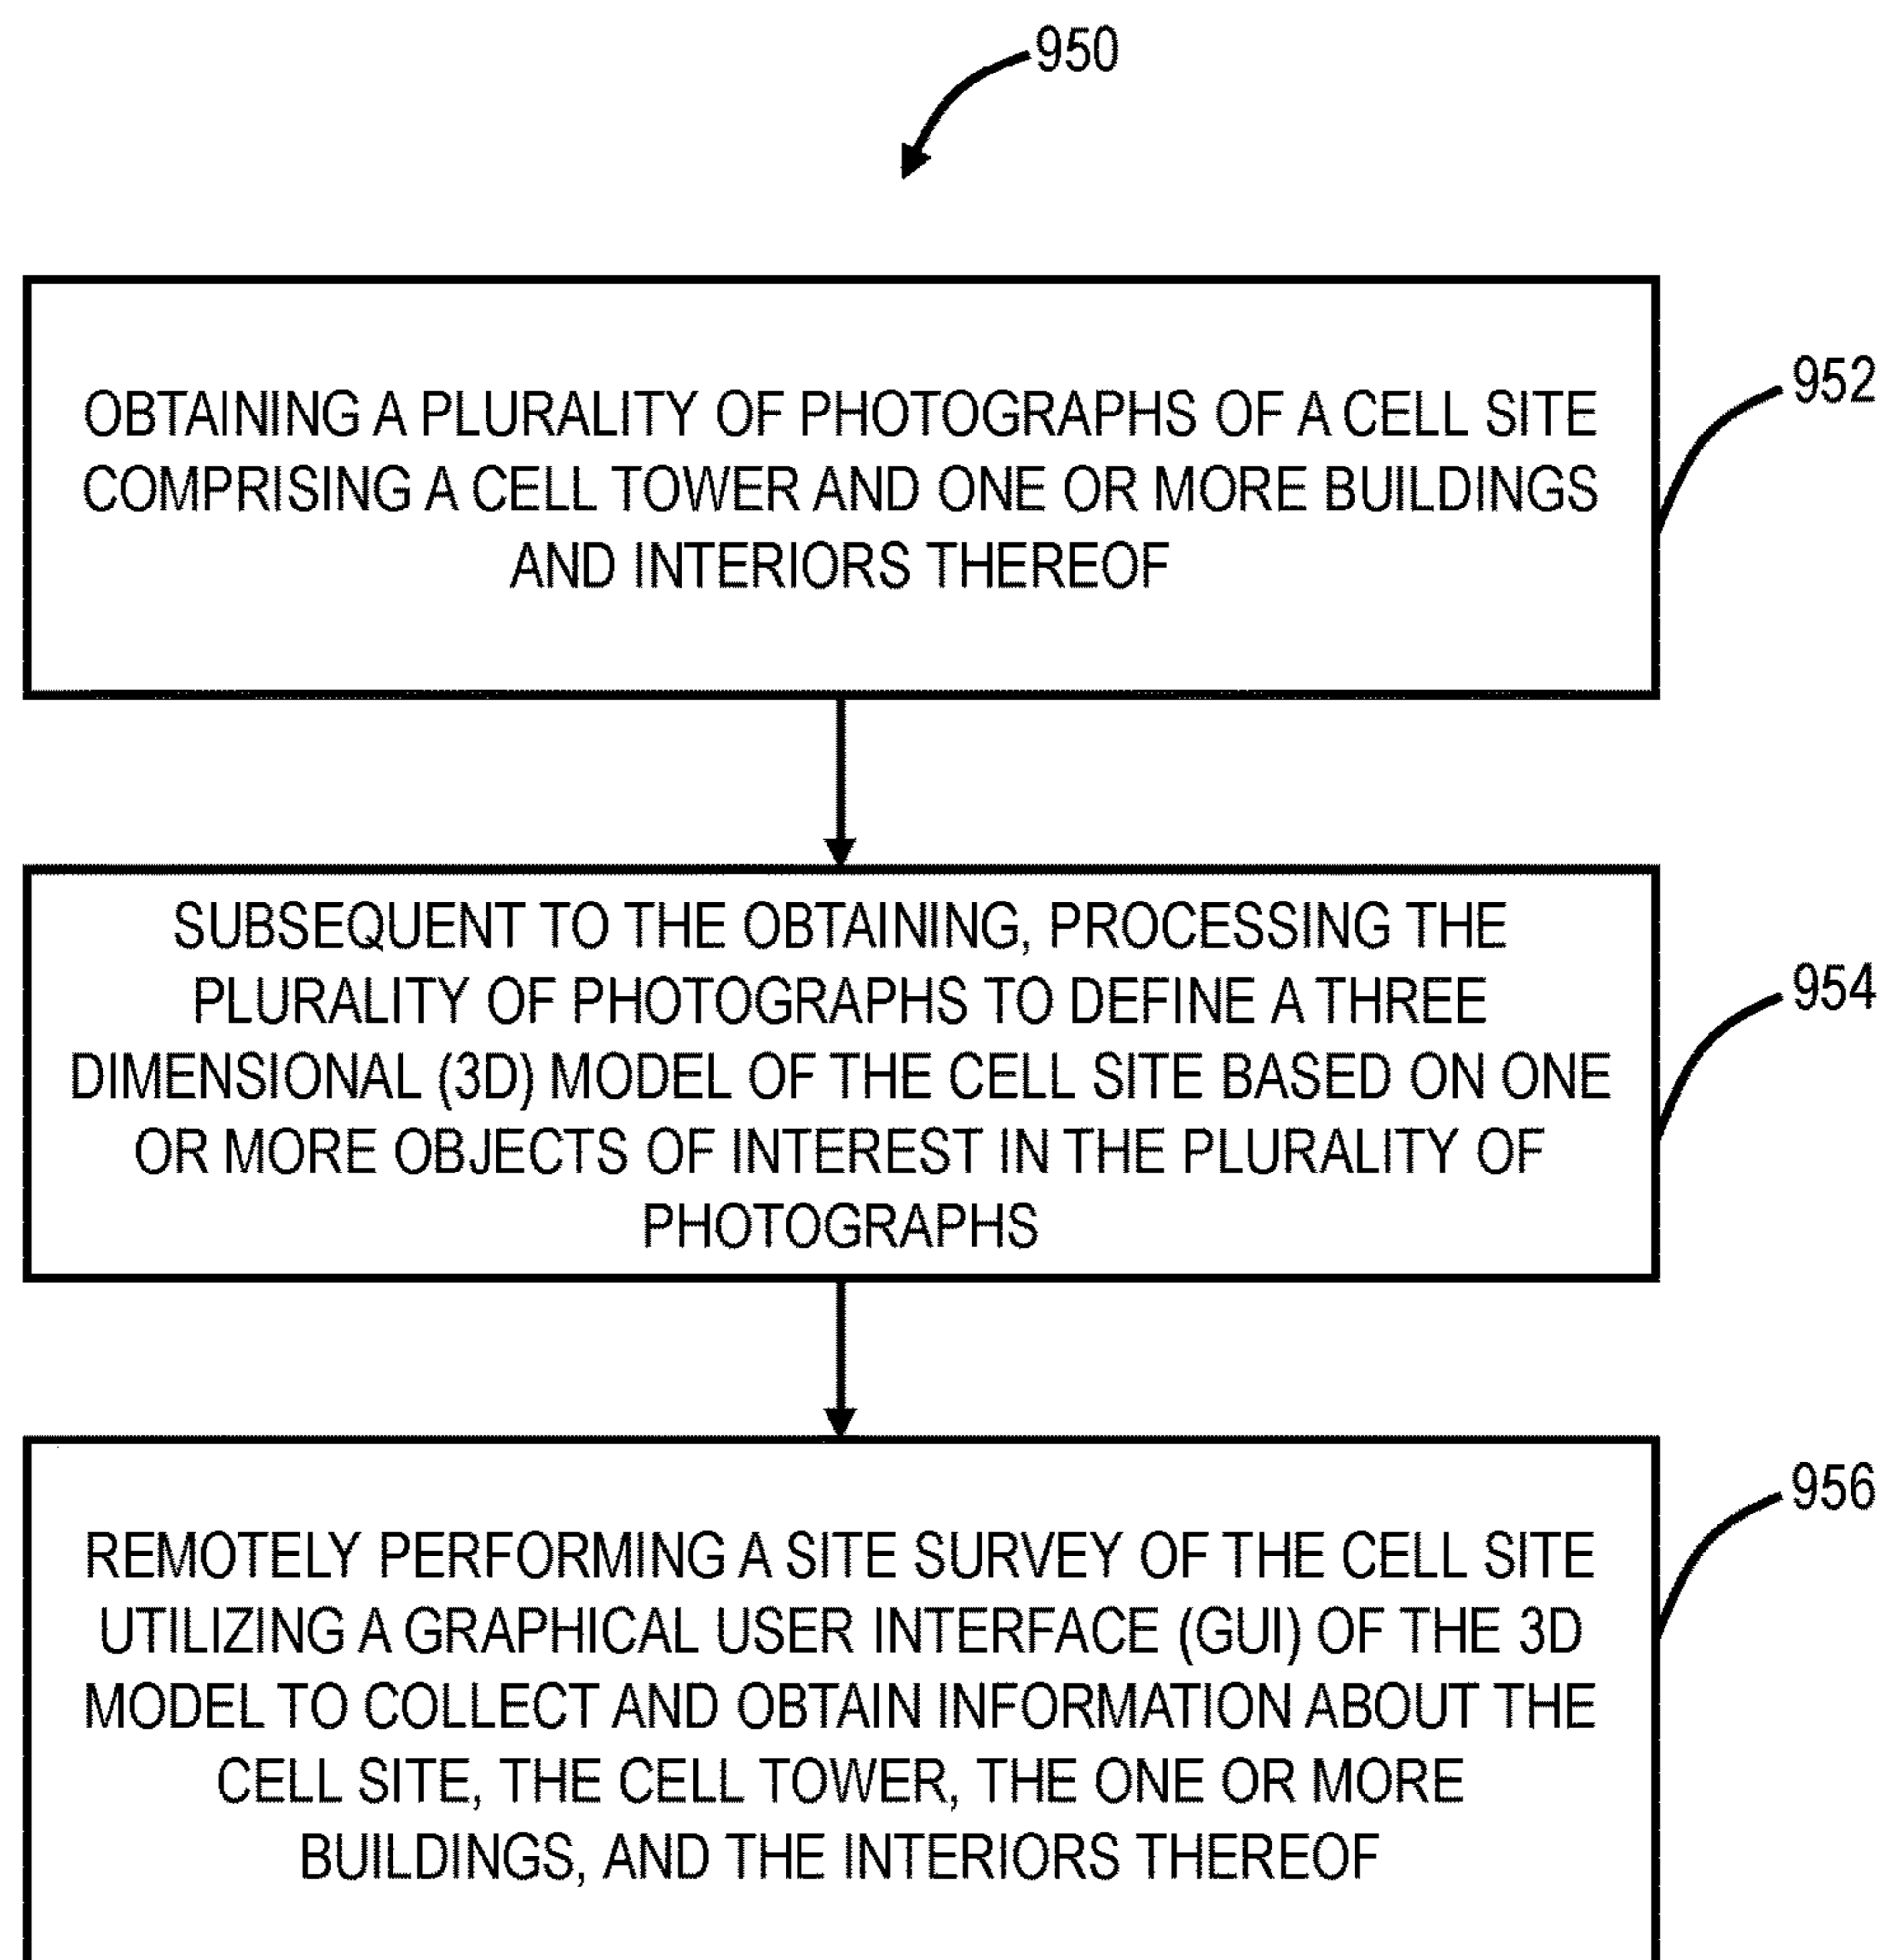 950
OBTAINING A PLURALITY OF PHOTOGRAPHS OF A CELL SITE
COMPRISING A CELL TOWER AND ONE OR MORE BUILDINGS
AND INTERIORS THEREOF
952
SUBSEQUENT TO THE OBTAINING, PROCESSING THE
PLURALITY OF PHOTOGRAPHS TO DEFINE A THREE
DIMENSIONAL (3D) MODEL OF THE CELL SITE BASED ON ONE
OR MORE OBJECTS OF INTEREST IN THE PLURALITY OF
PHOTOGRAPHS
954
REMOTELY PERFORMING A SITE SURVEY OF THE CELL SITE
UTILIZING A GRAPHICAL USER INTERFACE (GUI) OF THE 3D
MODEL TO COLLECT AND OBTAIN INFORMATION ABOUT THE
CELL SITE, THE CELL TOWER, THE ONE OR MORE
BUILDINGS, AND THE INTERIORS THEREOF
956